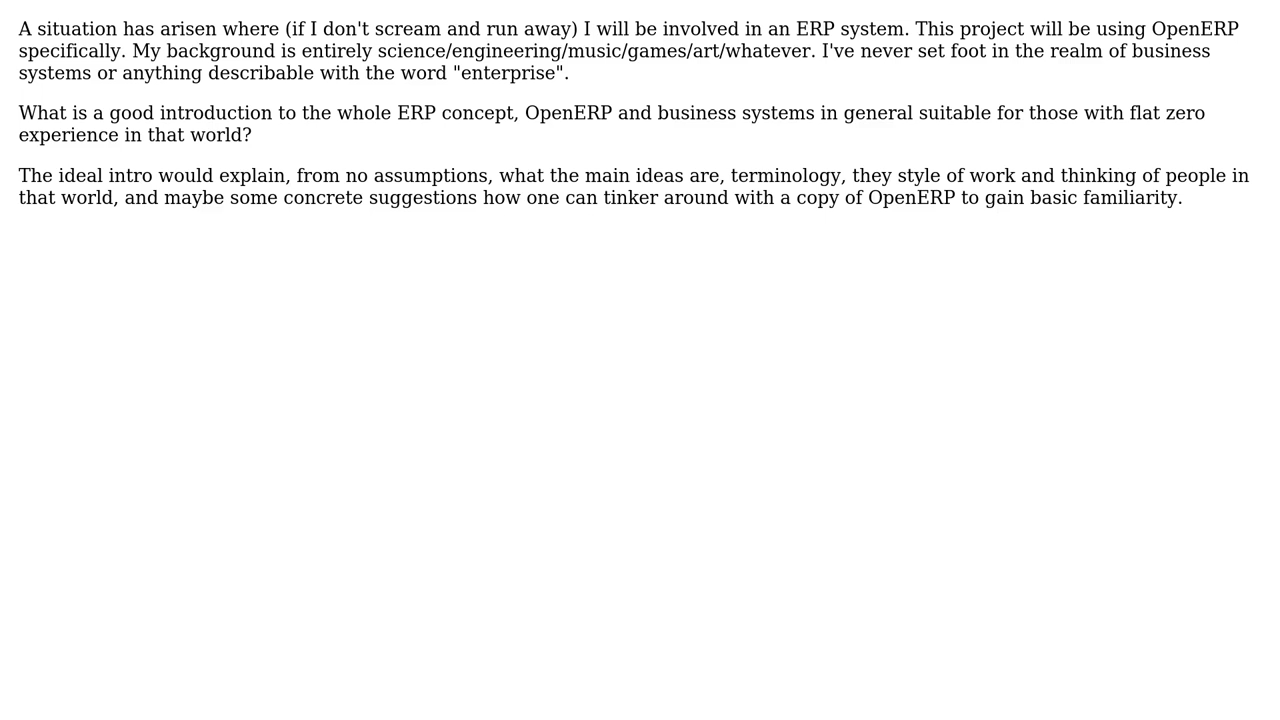 A situation has arisen where (if I don't scream and run away) I will be involved in an ERP system. This project will be using OpenERP
specifically. My background is entirely science/engineering/music/games/art/whatever. I've never set foot in the realm of business
systems or anything describable with the word "enterprise".
What is a good introduction to the whole ERP concept, OpenERP and business systems in general suitable for those with flat zero
experience in that world?
The ideal intro would explain, from no assumptions, what the main ideas are, terminology, they style of work and thinking of people in
that world, and maybe some concrete suggestions how one can tinker around with a copy of OpenERP to gain basic familiarity.